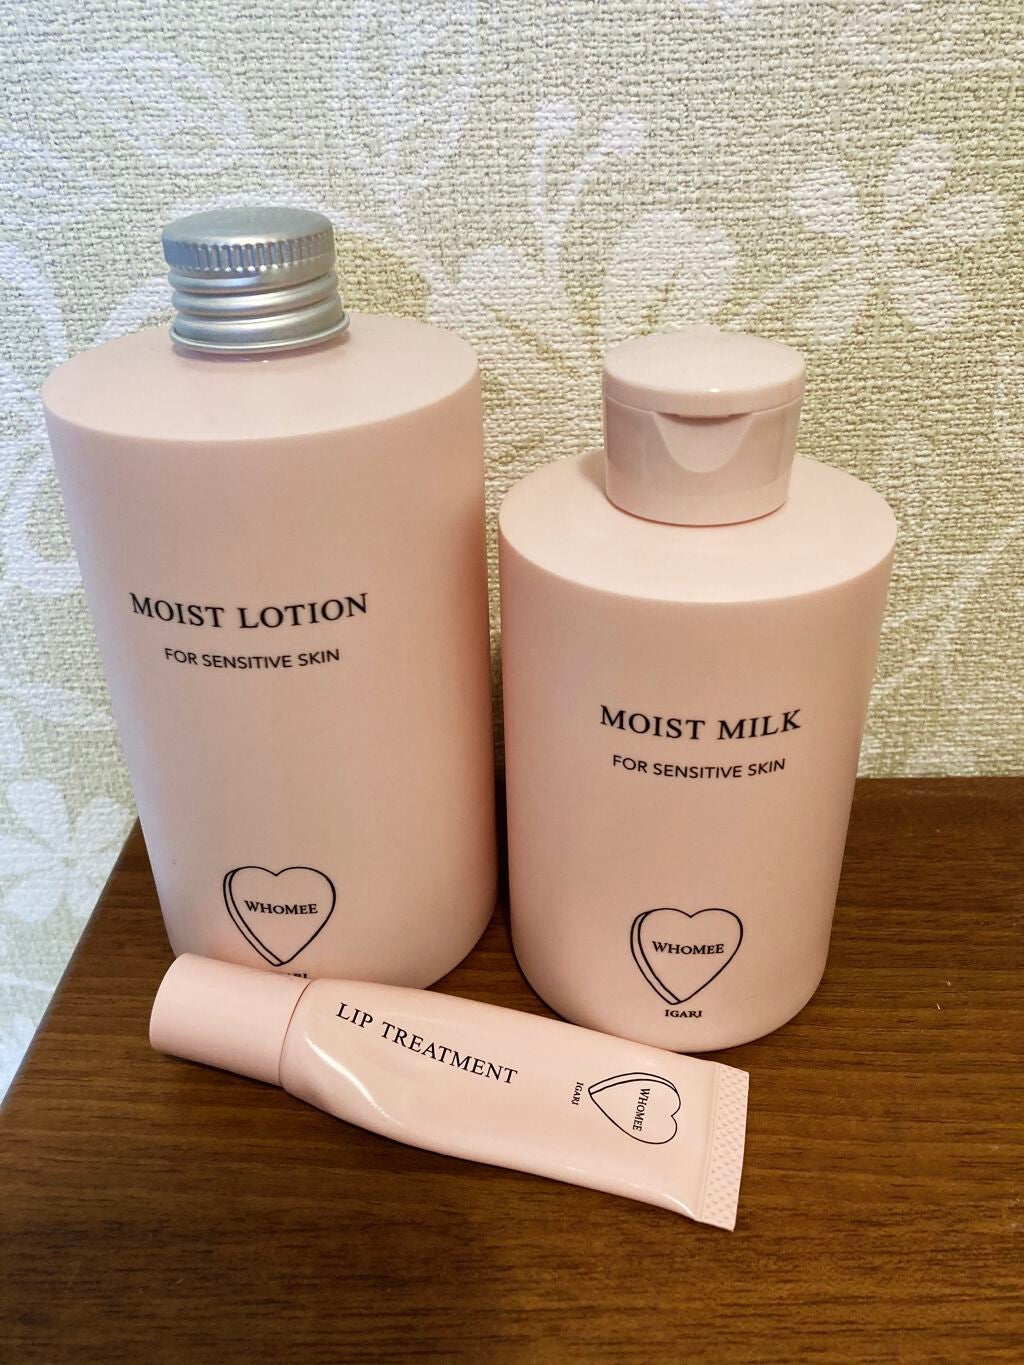 MOIST LOTION
FOR SENSITIVE SKIN
WHOMEE
MOIST MILK
FOR SENSITIVE SKIN
WHOMEE
IGARI
LIP TREATMENT
WHOMEE
IGARI